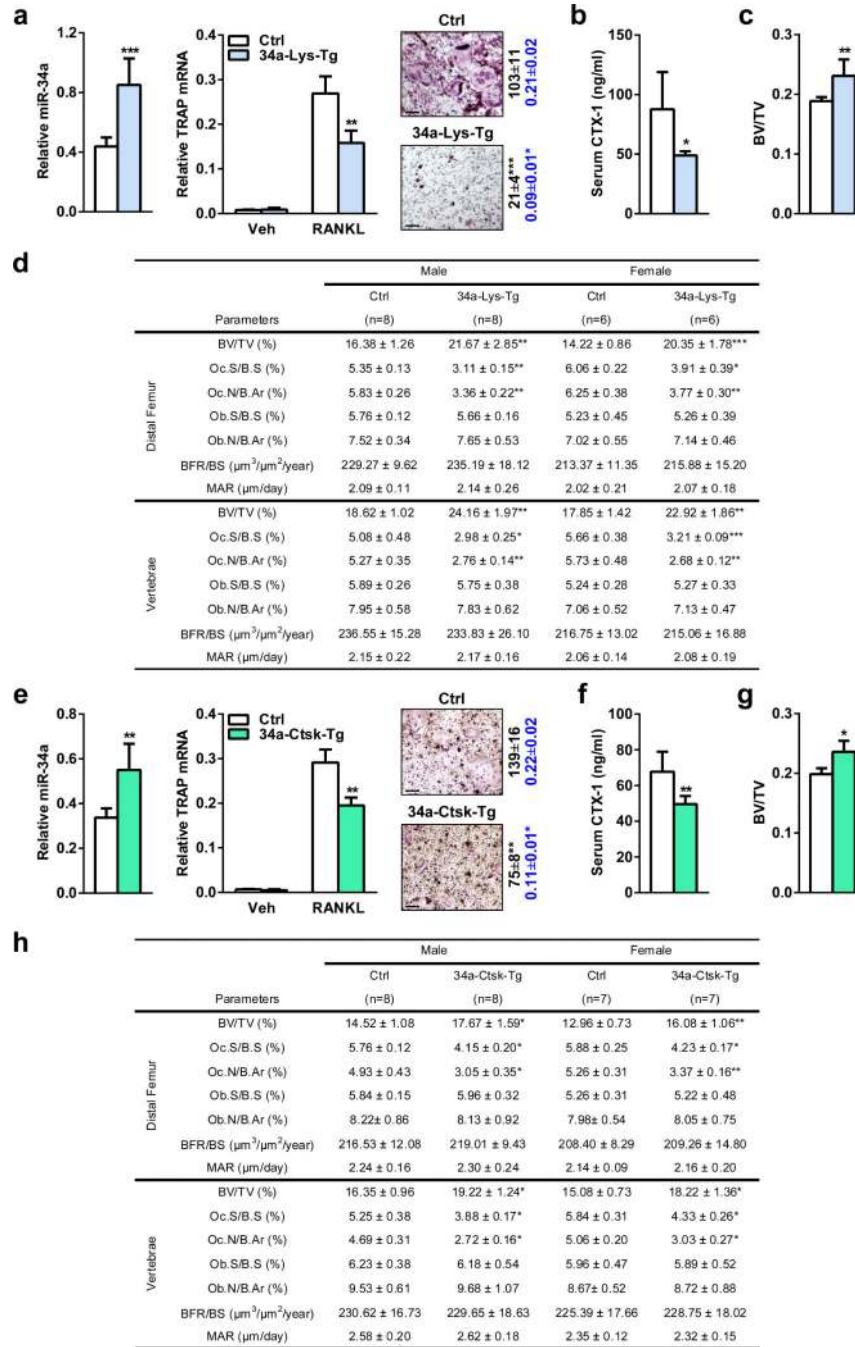 a
b
c
Relative miR-34a
1.2
0.8
0.4
0.0
***
Relative TRAP mRNA
0.4
0.3
0.2
0.1
0.0
Ctrl
34a-Lys-Tg
**
Veh
RANKL
Ctrl
103±11
0.21±0.02
34a-Lys-Tg
21±4***
0.09±0.01*
Serum CTX-1 (ng/ml)
150
100
50
0
*
BV/TV
0.3
0.2
0.1
0.0
**
d
Male Female
Ctrl 34a-Lys-Tg Ctrl 34a-Lys-Tg
Parameters (n=8) (n=8) (n=6) (n=6)
Distal Femur
BV/TV (%) 16.38 ± 1.26 21.67 ± 2.85** 14.22 ± 0.86 20.35 ± 1.78***
Oc.S/B.S (%) 5.35 ± 0.13 3.11 ± 0.15** 6.06 ± 0.22 3.91 ± 0.39*
Oc.N/B.Ar (%) 5.83 ± 0.26 3.36 ± 0.22** 6.25 ± 0.38 3.77 ± 0.30**
Ob.S/B.S (%) 5.76 ± 0.12 5.66 ± 0.16 5.23 ± 0.45 5.26 ± 0.39
Ob.N/B.Ar (%) 7.52 ± 0.34 7.65 ± 0.53 7.02 ± 0.55 7.14 ± 0.46
BFR/BS (µm³/µm²/year) 229.27 ± 9.62 235.19 ± 18.12 213.37 ± 11.35 215.88 ± 15.20
MAR (µm/day) 2.09 ± 0.11 2.14 ± 0.26 2.02 ± 0.21 2.07 ± 0.18
Vertebrae
BV/TV (%) 18.62 ± 1.02 24.16 ± 1.97** 17.85 ± 1.42 22.92 ± 1.86**
Oc.S/B.S (%) 5.08 ± 0.48 2.98 ± 0.25* 5.66 ± 0.38 3.21 ± 0.09***
Oc.N/B.Ar (%) 5.27 ± 0.35 2.76 ± 0.14** 5.73 ± 0.48 2.68 ± 0.12**
Ob.S/B.S (%) 5.89 ± 0.26 5.75 ± 0.38 5.24 ± 0.28 5.27 ± 0.33
Ob.N/B.Ar (%) 7.95 ± 0.58 7.83 ± 0.62 7.06 ± 0.52 7.13 ± 0.47
BFR/BS (µm³/µm²/year) 236.55 ± 15.28 233.83 ± 26.10 216.75 ± 13.02 215.06 ± 16.88
MAR (µm/day) 2.15 ± 0.22 2.17 ± 0.16 2.06 ± 0.14 2.08 ± 0.19
e
f
g
Relative miR-34a
0.8
0.6
0.4
0.2
0.0
**
Relative TRAP mRNA
0.4
0.3
0.2
0.1
0.0
Ctrl
34a-Ctsk-Tg
**
Veh
RANKL
Ctrl
139±16
0.22±0.02
34a-Ctsk-Tg
75±8**
0.11±0.01*
Serum CTX-1 (ng/ml)
100
80
60
40
20
0
**
BV/TV
0.3
0.2
0.1
0.0
*
h
Male Female
Ctrl 34a-Ctsk-Tg Ctrl 34a-Ctsk-Tg
Parameters (n=8) (n=8) (n=7) (n=7)
Distal Femur
BV/TV (%) 14.52 ± 1.08 17.67 ± 1.59* 12.96 ± 0.73 16.08 ± 1.06**
Oc.S/B.S (%) 5.76 ± 0.12 4.15 ± 0.20* 5.88 ± 0.25 4.23 ± 0.17*
Oc.N/B.Ar (%) 4.93 ± 0.43 3.05 ± 0.35* 5.26 ± 0.31 3.37 ± 0.16**
Ob.S/B.S (%) 5.84 ± 0.15 5.96 ± 0.32 5.26 ± 0.31 5.22 ± 0.48
Ob.N/B.Ar (%) 8.22± 0.86 8.13 ± 0.92 7.98± 0.54 8.05 ± 0.75
BFR/BS (µm³/µm²/year) 216.53 ± 12.08 219.01 ± 9.43 208.40 ± 8.29 209.26 ± 14.80
MAR (µm/day) 2.24 ± 0.16 2.30 ± 0.24 2.14 ± 0.09 2.16 ± 0.20
Vertebrae
BV/TV (%) 16.35 ± 0.96 19.22 ± 1.24* 15.08 ± 0.73 18.22 ± 1.36*
Oc.S/B.S (%) 5.25 ± 0.38 3.88 ± 0.17* 5.84 ± 0.31 4.33 ± 0.26*
Oc.N/B.Ar (%) 4.69 ± 0.31 2.72 ± 0.16* 5.06 ± 0.20 3.03 ± 0.27*
Ob.S/B.S (%) 6.23 ± 0.38 6.18 ± 0.54 5.96 ± 0.47 5.89 ± 0.52
Ob.N/B.Ar (%) 9.53 ± 0.61 9.68 ± 1.07 8.67± 0.52 8.72 ± 0.88
BFR/BS (µm³/µm²/year) 230.62 ± 16.73 229.65 ± 18.63 225.39 ± 17.66 228.75 ± 18.02
MAR (µm/day) 2.58 ± 0.20 2.62 ± 0.18 2.35 ± 0.12 2.32 ± 0.15